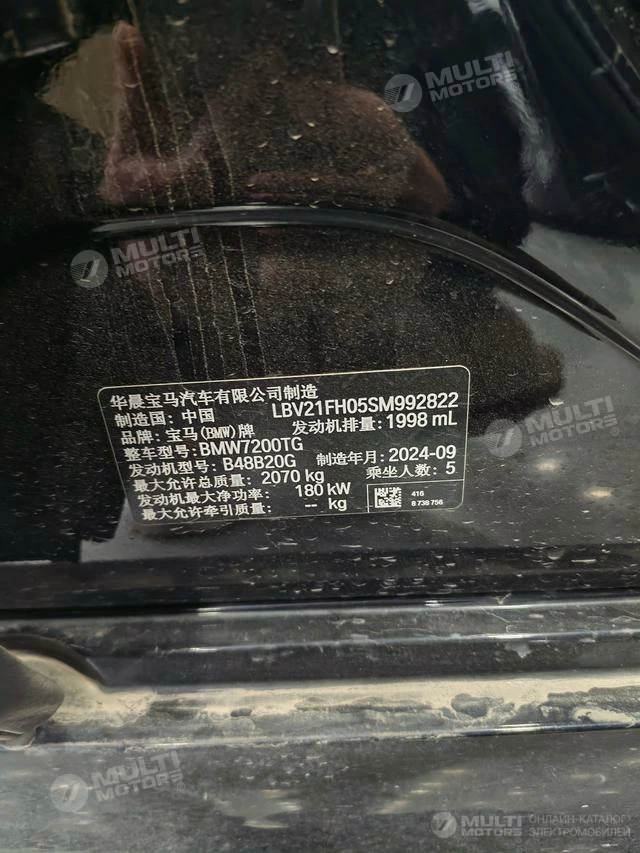 MULTI
MOTORS
MULTI
MOTORS
华晨宝马汽车有限公司制造
制造国: 中国 LBV21FH05SM992822
品牌: 宝马(BMW)牌 发动机排量: 1998 mL
整车型号: BMW7200TG
发动机型号: B48B20G 制造年月: 2024-09
最大允许总质量: 2070 kg 乘坐人数: 5
发动机最大净功率: 180 kW
最大允许牵引质量: -- kg
416
8 738 756
MULTI
MOTORS
MULTI
MOTORS
MULTI
MOTORS
ОНЛАЙН-КАТАЛОГ
ЭЛЕКТРОМОБИЛЕЙ